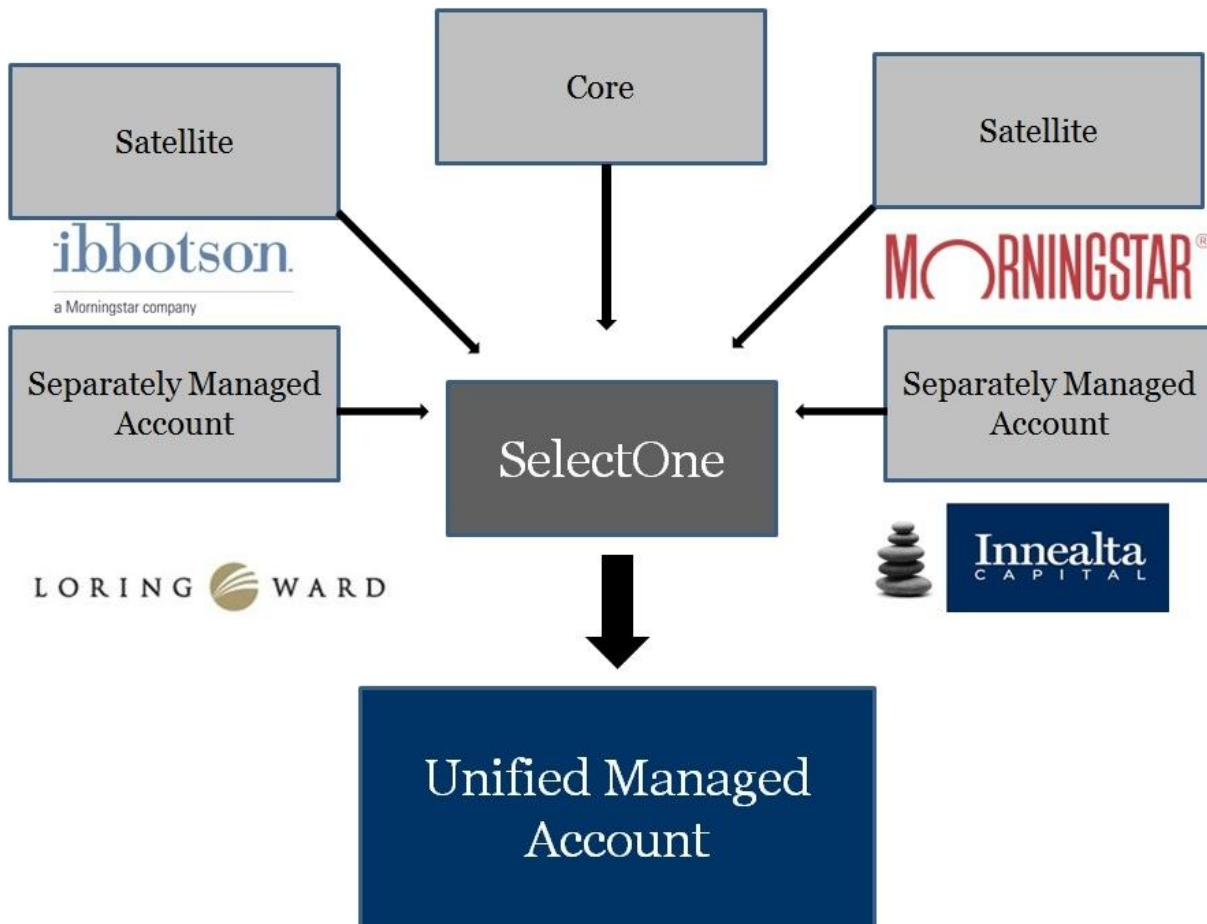 Core
Satellite
Satellite
ibbotson.
a Morningstar company
MORNINGSTAR®
Separately Managed
Account
Separately Managed
Account
SelectOne
LORING WARD
Innealta
CAPITAL
Unified Managed
Account